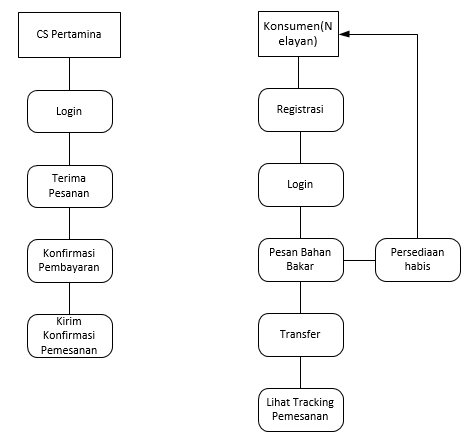 CS Pertamina
Login
Terima
Pesanan
Konfirmasi
Pembayaran
Kirim
Konfirmasi
Pemesanan
Konsumen(N
elayan)
Registrasi
Login
Pesan Bahan
Bakar
Persediaan
habis
Transfer
Lihat Tracking
Pemesanan